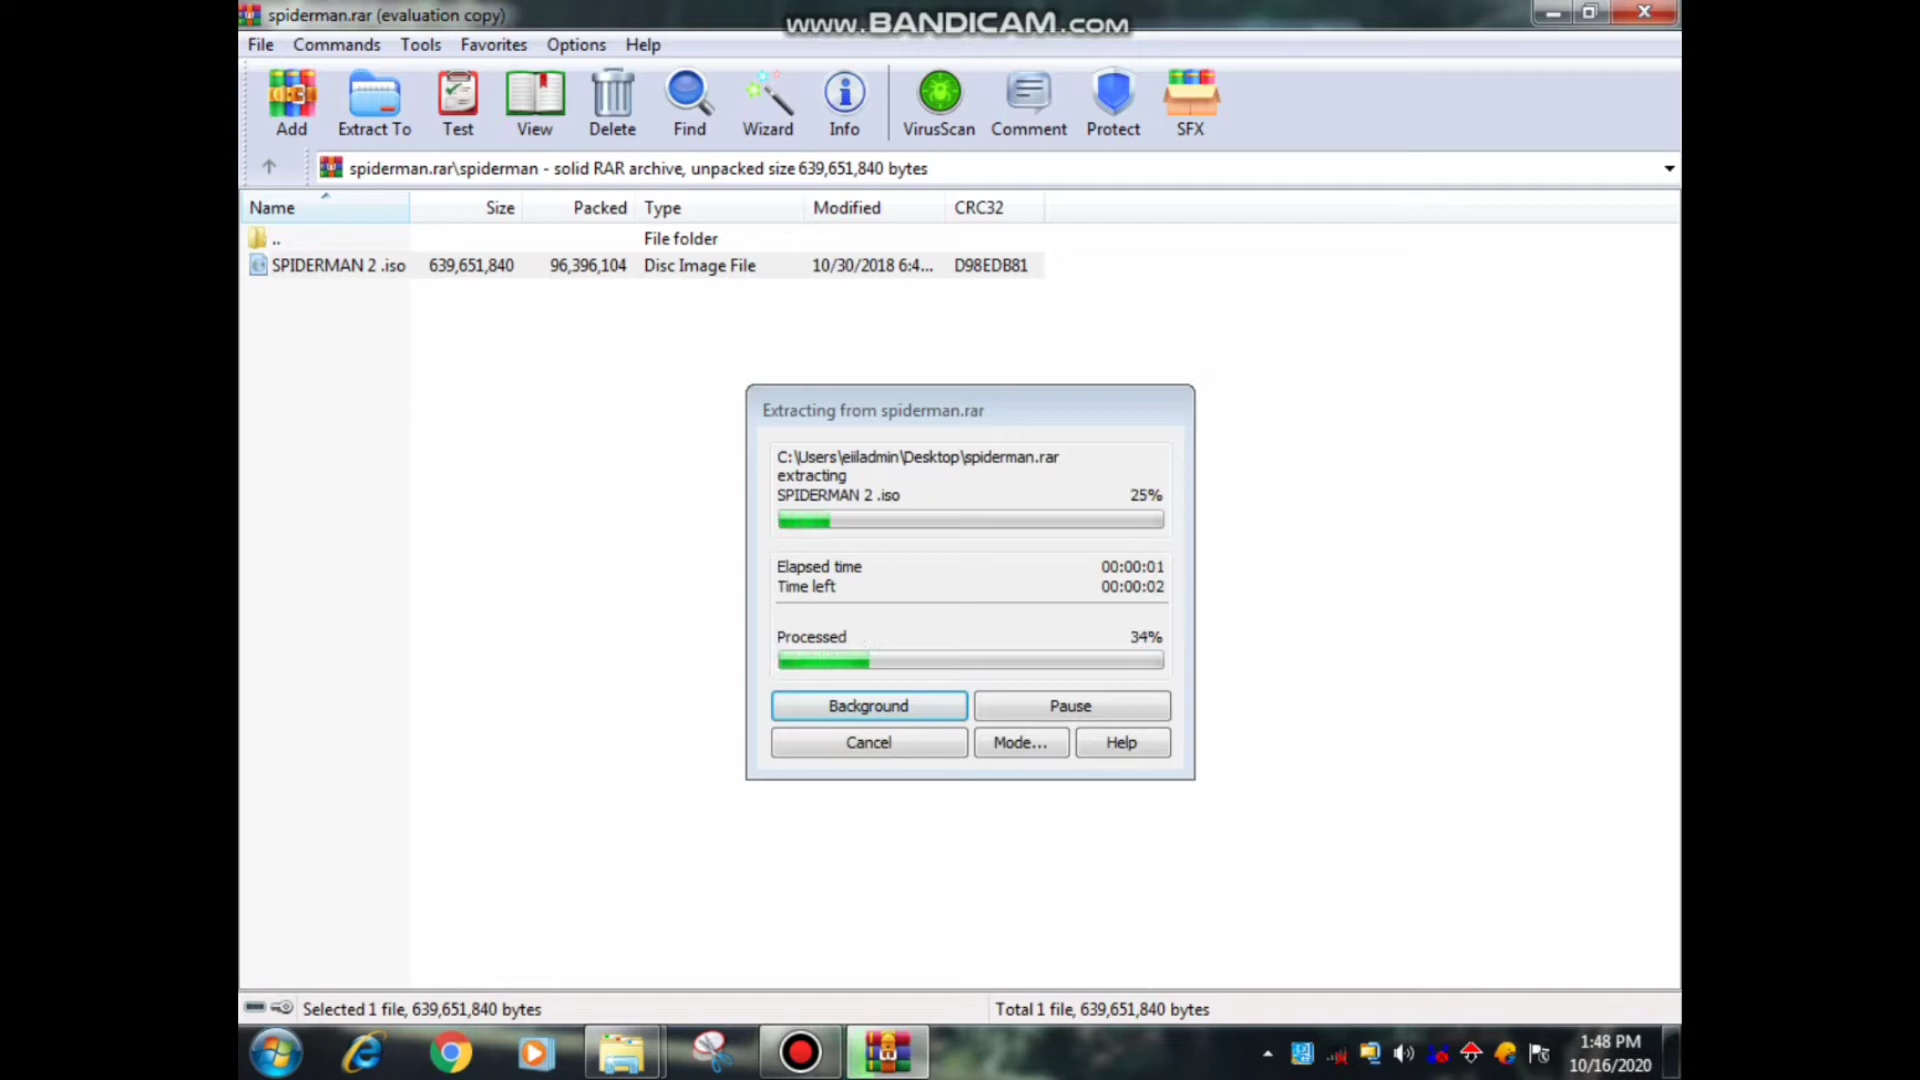 spiderman.rar (evaluation copy)
www.BANDICAM.com
File Commands Tools Favorites Options Help
Add Extract To Test View Delete Find Wizard Info VirusScan Comment Protect SFX
spiderman.rar\spiderman - solid RAR archive, unpacked size 639,651,840 bytes
Name Size Packed Type Modified CRC32
.. File folder
SPIDERMAN 2 .iso 639,651,840 96,396,104 Disc Image File 10/30/2018 6:4... D98EDB81
Extracting from spiderman.rar
C:\Users\eiiladmin\Desktop\spiderman.rar
extracting
SPIDERMAN 2 .iso 25%
Elapsed time 00:00:01
Time left 00:00:02
Processed 34%
Background Pause
Cancel Mode... Help
Selected 1 file, 639,651,840 bytes Total 1 file, 639,651,840 bytes
1:48 PM
10/16/2020